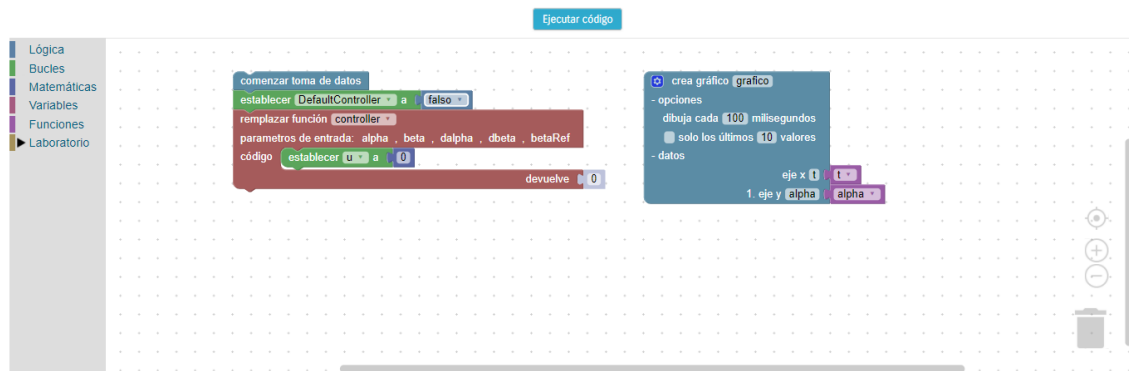 Ejecutar código
Lógica
Bucles
Matemáticas
Variables
Funciones
Laboratorio
comenzar toma de datos
establecer DefaultController a falso
remplazar función controller
parametros de entrada: alpha , beta , dalpha , dbeta , betaRef
código establecer u a 0
devuelve 0
crea gráfico grafico
- opciones
dibuja cada 100 milisegundos
solo los últimos 10 valores
- datos
eje x t t
1. eje y alpha alpha